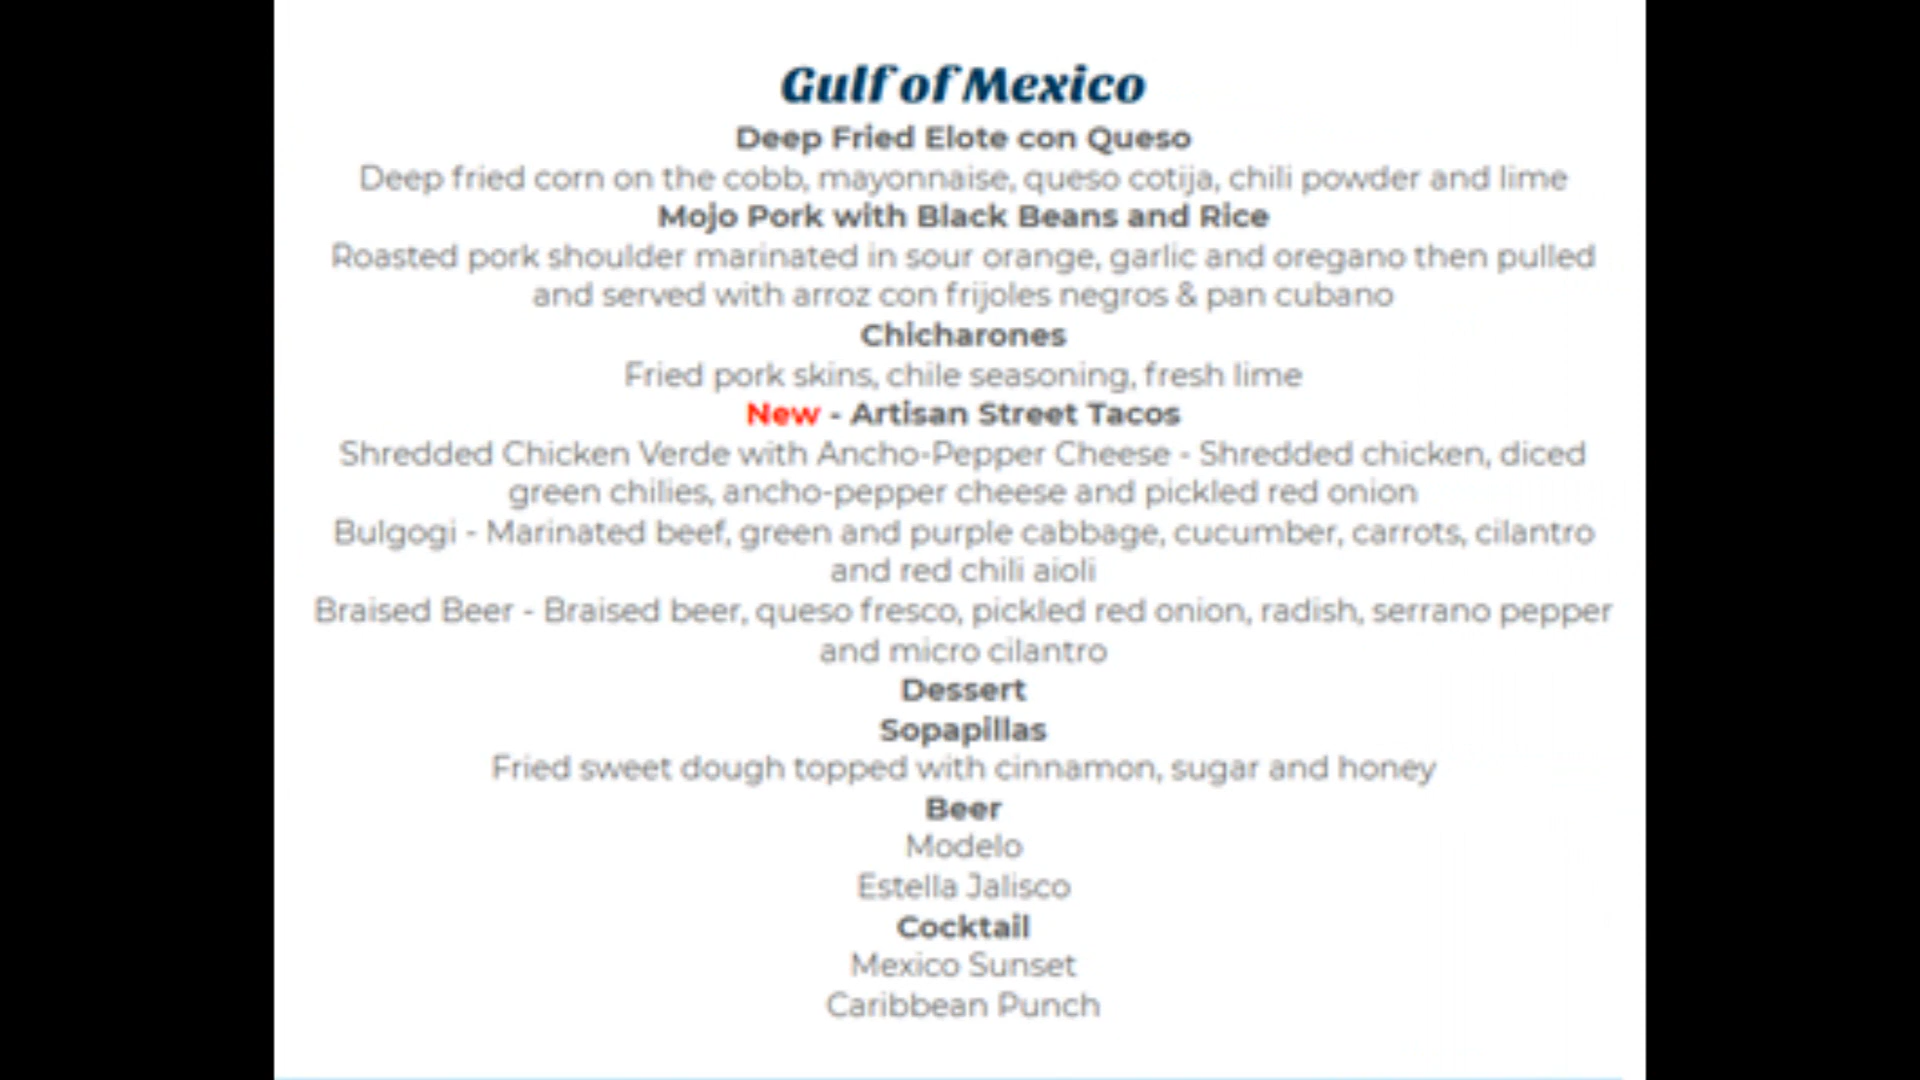 Gulf of Mexico
Deep Fried Elote con Queso
Deep fried corn on the cobb, mayonnaise, queso cotija, chili powder and lime
Mojo Pork with Black Beans and Rice
Roasted pork shoulder marinated in sour orange, garlic and oregano then pulled
and served with arroz con frijoles negros & pan cubano
Chicharones
Fried pork skins, chile seasoning, fresh lime
New - Artisan Street Tacos
Shredded Chicken Verde with Ancho-Pepper Cheese - Shredded chicken, diced
green chilies, ancho-pepper cheese and pickled red onion
Bulgogi - Marinated beef, green and purple cabbage, cucumber, carrots, cilantro
and red chili aioli
Braised Beer - Braised beer, queso fresco, pickled red onion, radish, serrano pepper
and micro cilantro
Dessert
Sopapillas
Fried sweet dough topped with cinnamon, sugar and honey
Beer
Modelo
Estella Jalisco
Cocktail
Mexico Sunset
Caribbean Punch